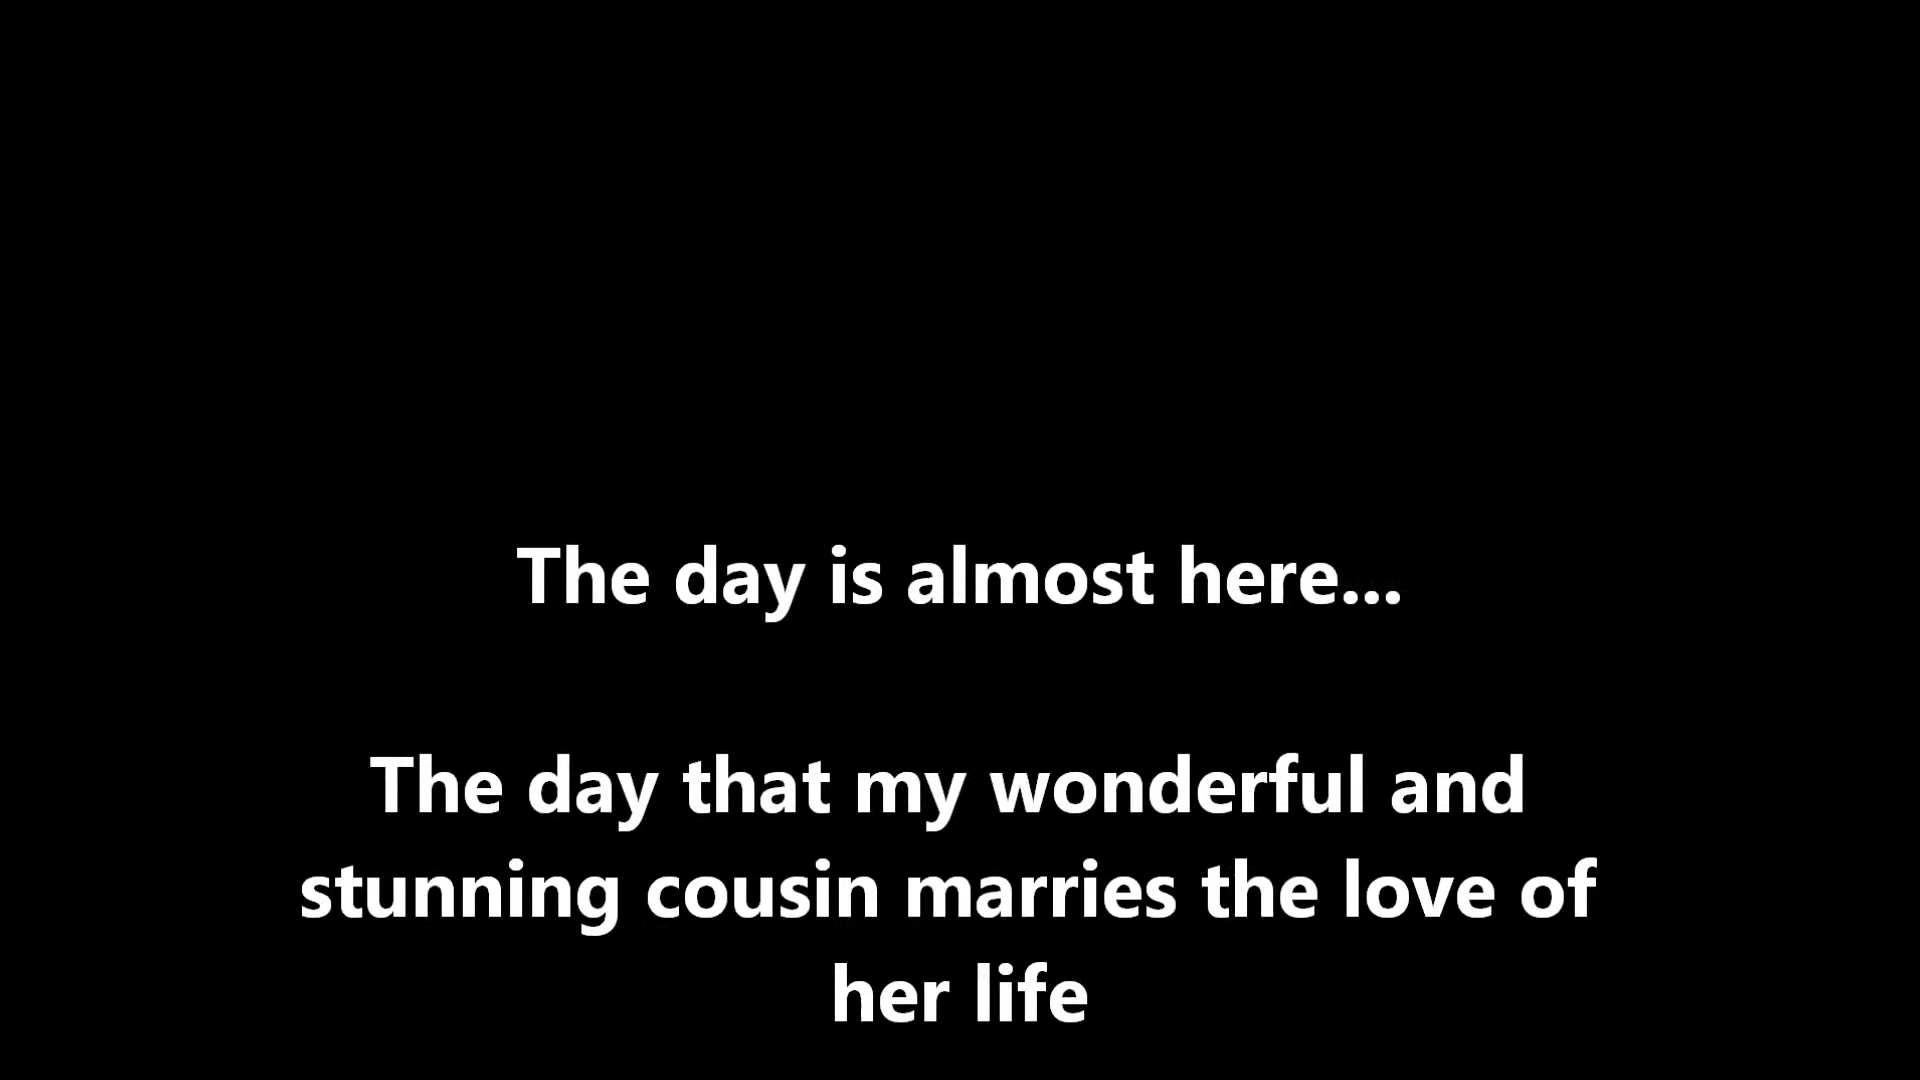 The day is almost here...
The day that my wonderful and
stunning cousin marries the love of
her life